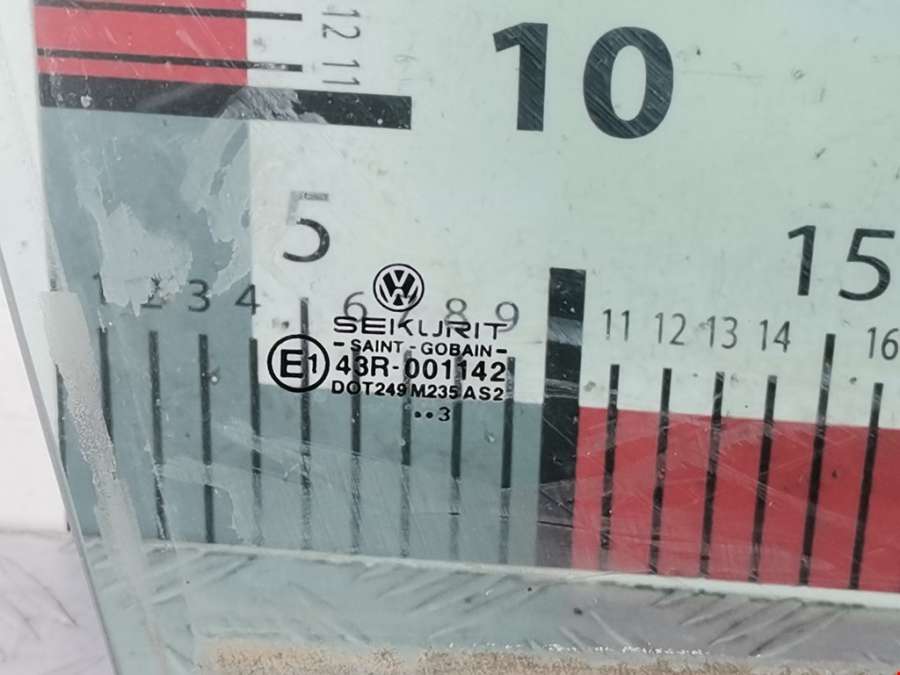 12
11
10
5
15
1 2 3 4 6 7 8 9
11 12 13 14 16
SEKURIT
- SAINT - GOBAIN -
E1 43R-001142
DOT249 M235 AS2
..3